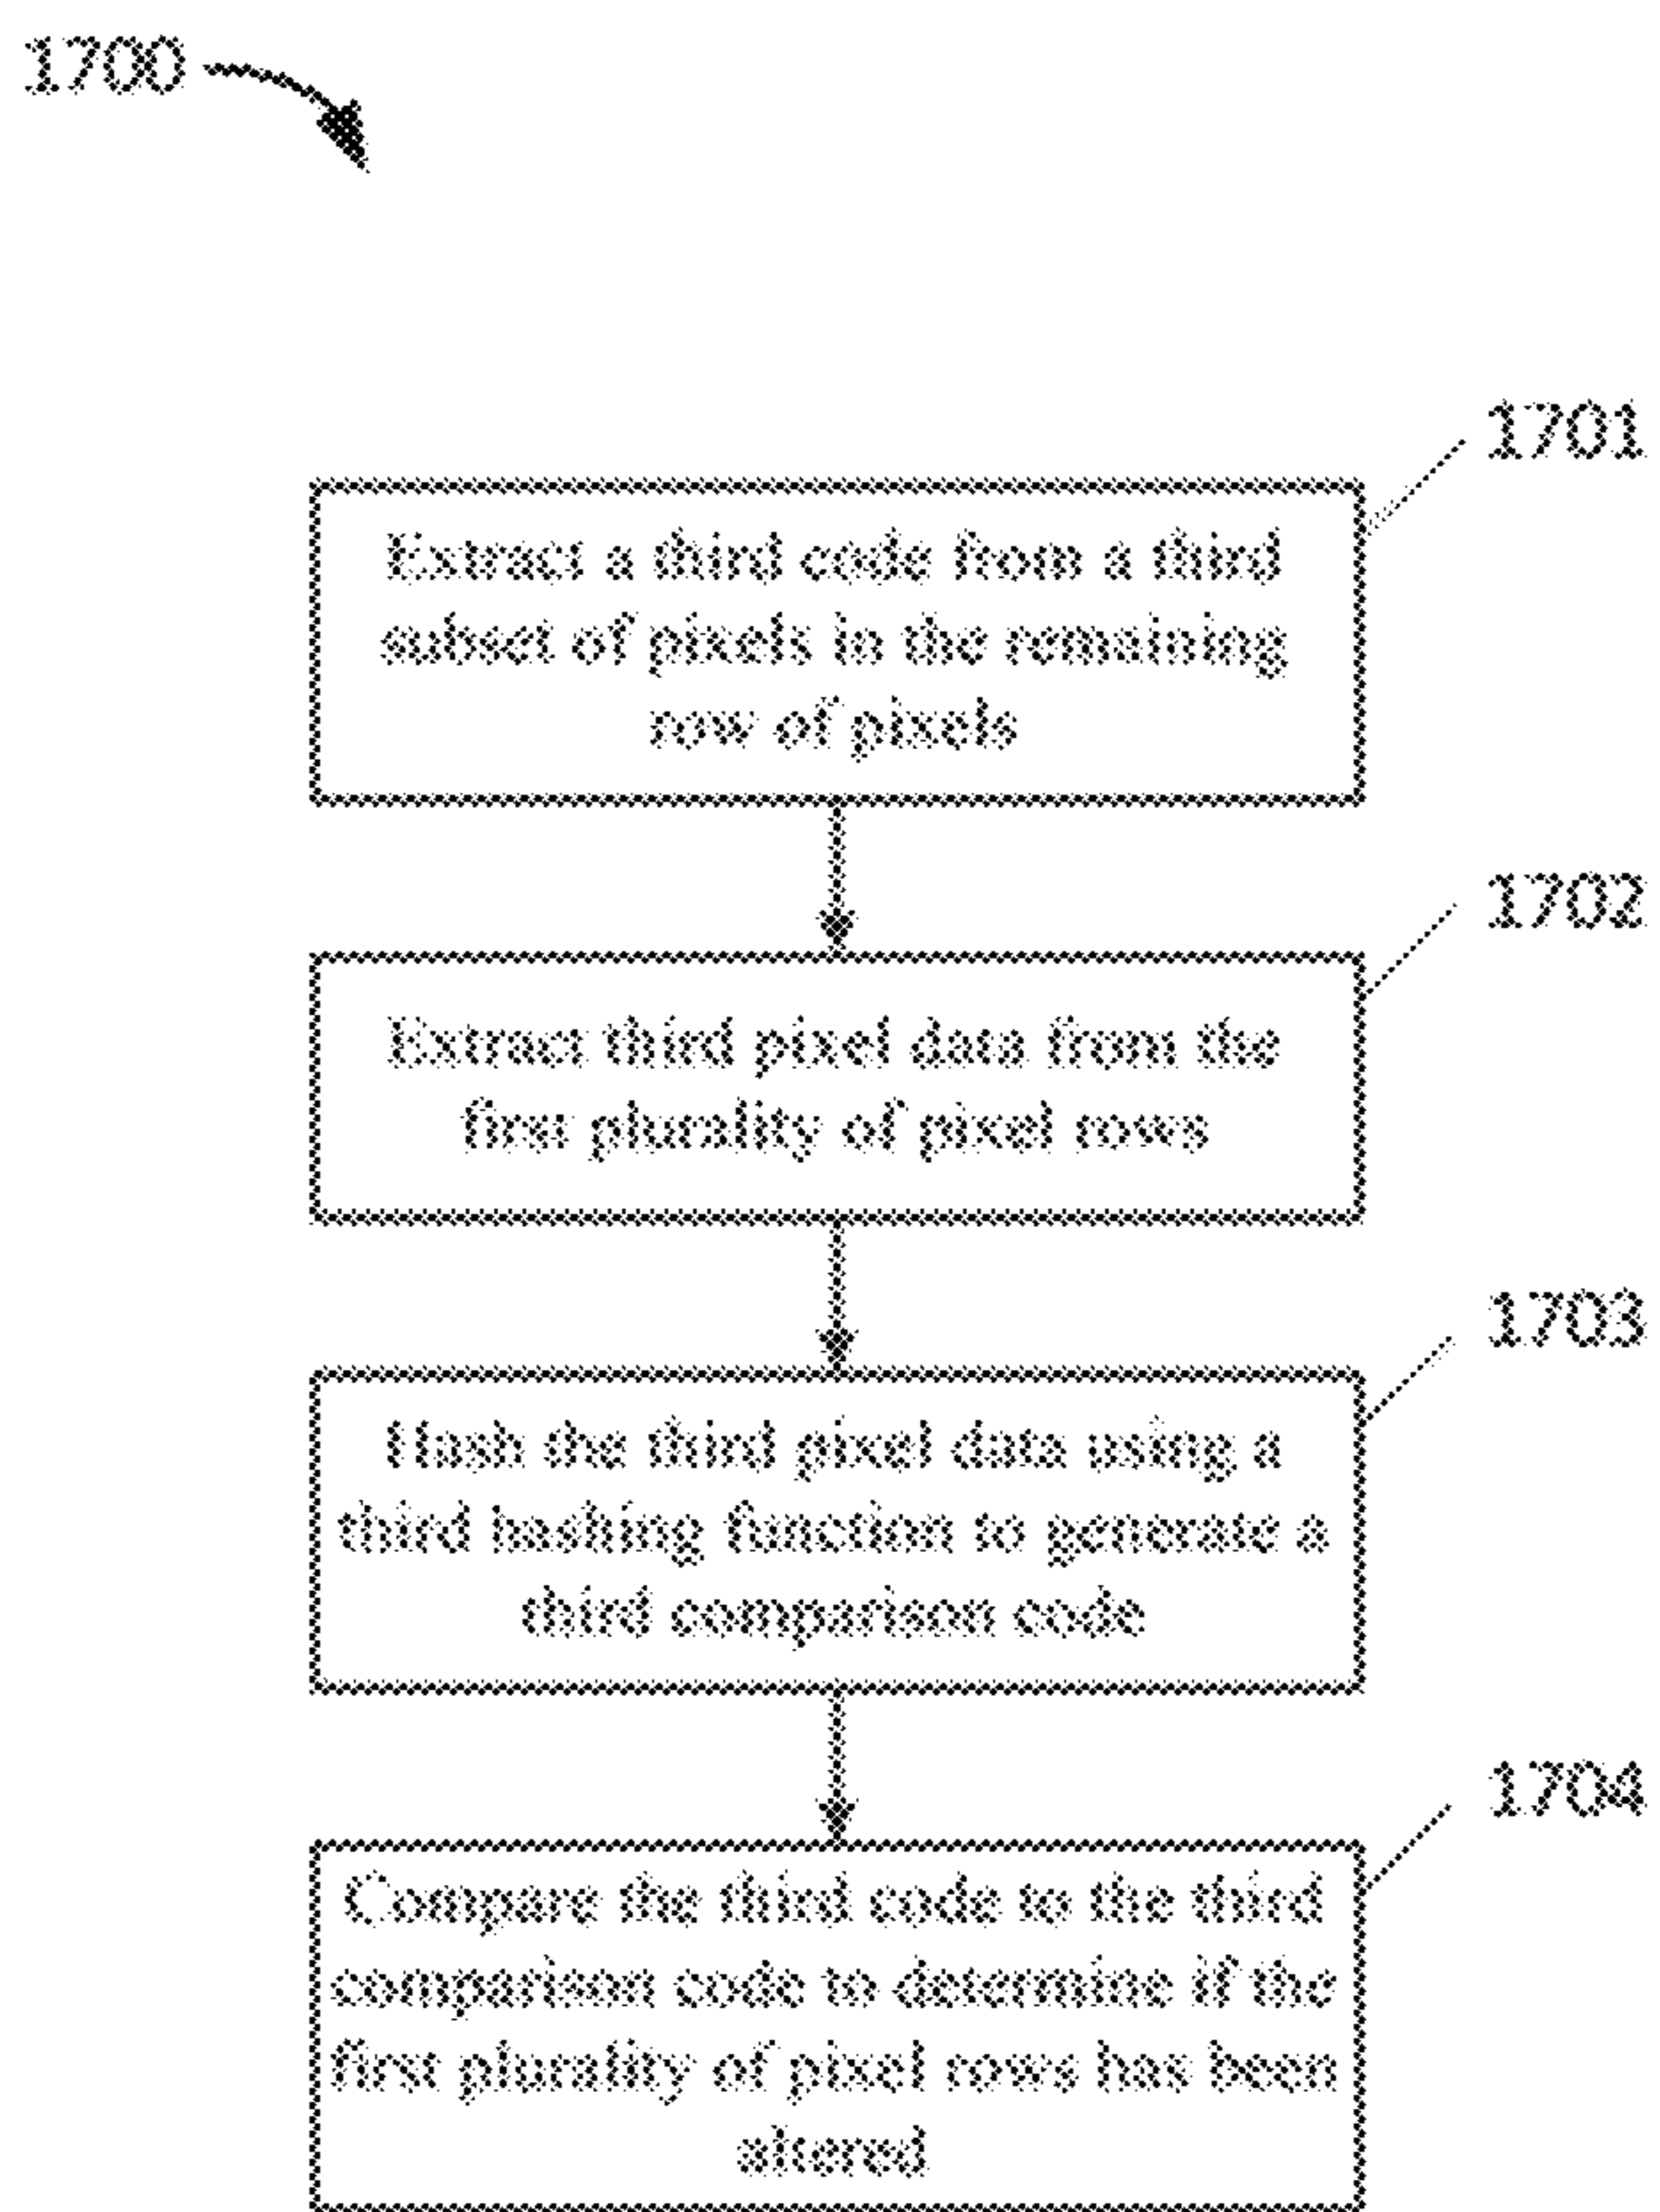 1700
1701
Extract a third code from a third
subset of pixels in the remaining
row of pixels
1702
Extract third pixel data from the
first plurality of pixel rows
1703
Hash the third pixel data using a
third hashing function to generate a
third comparison code
1704
Compare the third code to the third
comparison code to determine if the
first plurality of pixel rows has been
altered